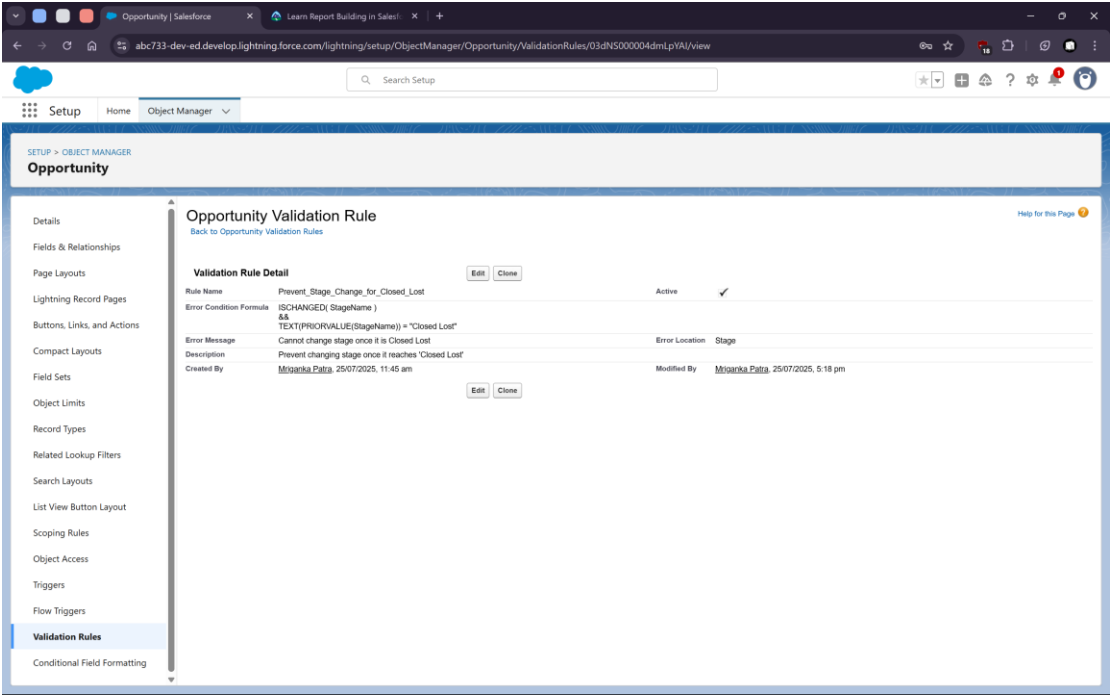 Opportunity | Salesforce
Learn Report Building in Salesfo
abc733-dev-ed.develop.lightning.force.com/lightning/setup/ObjectManager/Opportunity/ValidationRules/03dNS000004dmLpYAI/view
18
Search Setup
1
Setup
Home
Object Manager
SETUP > OBJECT MANAGER
Opportunity
Details
Fields & Relationships
Page Layouts
Lightning Record Pages
Buttons, Links, and Actions
Compact Layouts
Field Sets
Object Limits
Record Types
Related Lookup Filters
Search Layouts
List View Button Layout
Scoping Rules
Object Access
Triggers
Flow Triggers
Validation Rules
Conditional Field Formatting
Opportunity Validation Rule
Help for this Page ?
Back to Opportunity Validation Rules
Validation Rule Detail
Edit Clone
Rule Name Prevent_Stage_Change_for_Closed_Lost Active ✓
Error Condition Formula ISCHANGED( StageName )
&&
TEXT(PRIORVALUE(StageName)) = "Closed Lost"
Error Message Cannot change stage once it is Closed Lost Error Location Stage
Description Prevent changing stage once it reaches 'Closed Lost'
Created By Mriganka Patra, 25/07/2025, 11:45 am Modified By Mriganka Patra, 25/07/2025, 5:18 pm
Edit Clone